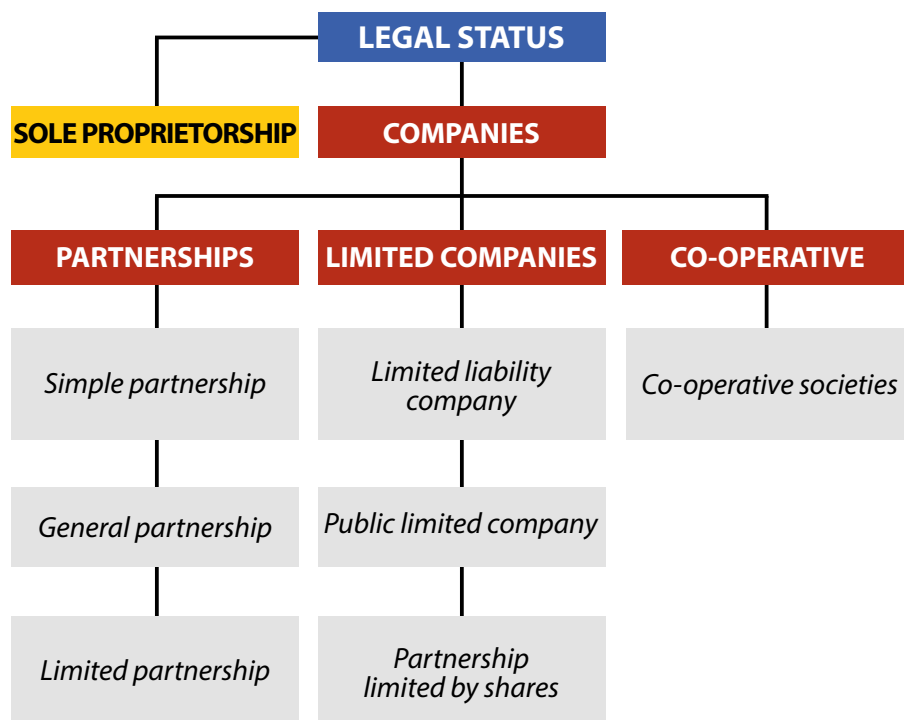 LEGAL STATUS
SOLE PROPRIETORSHIP
COMPANIES
PARTNERSHIPS
LIMITED COMPANIES
CO-OPERATIVE
Simple partnership
Limited liability
company
Co-operative societies
General partnership
Public limited company
Limited partnership
Partnership
limited by shares